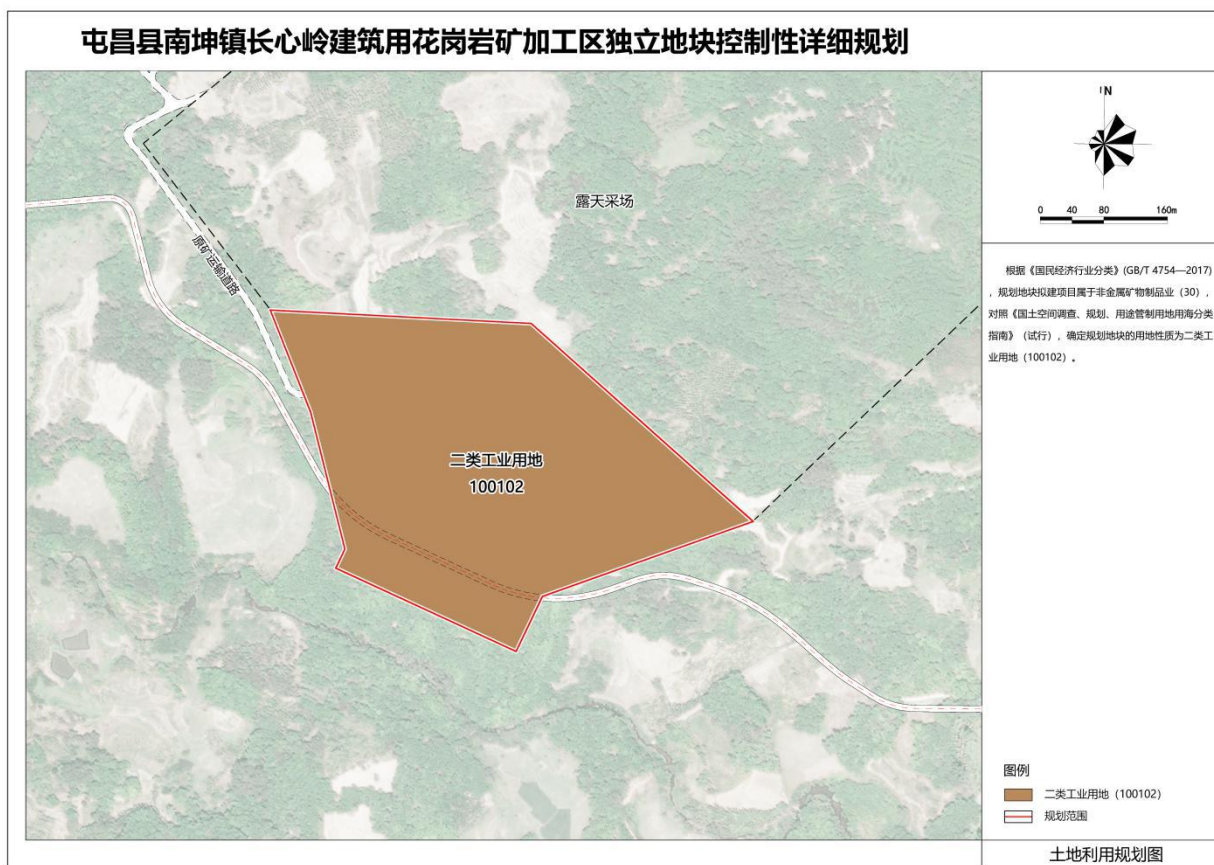 屯昌县南坤镇长心岭建筑用花岗岩矿加工区独立地块控制性详细规划
N
0 40 80 160m
露天采场
原矿运输道路
根据《国民经济行业分类》(GB/T 4754—2017)
，规划地块拟建项目属于非金属矿物制品业（30），
对照《国土空间调查、规划、用途管制用地用海分类
指南》（试行），确定规划地块的用地性质为二类工
业用地（100102）。
二类工业用地
100102
图例
二类工业用地（100102）
规划范围
土地利用规划图